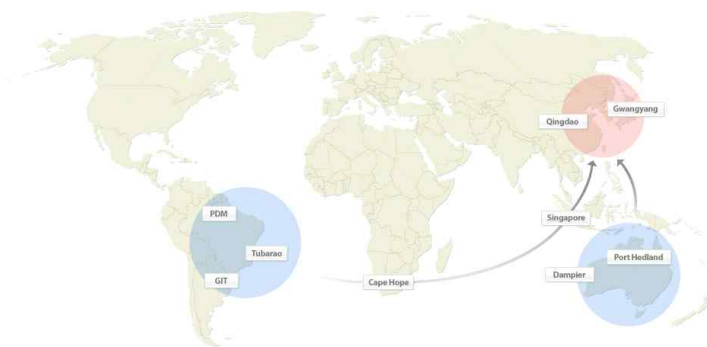 Gwangyang
Qingdao
PDM
Singapore
Tubarao
Port Hedland
Dampier
GIT
Cape Hope